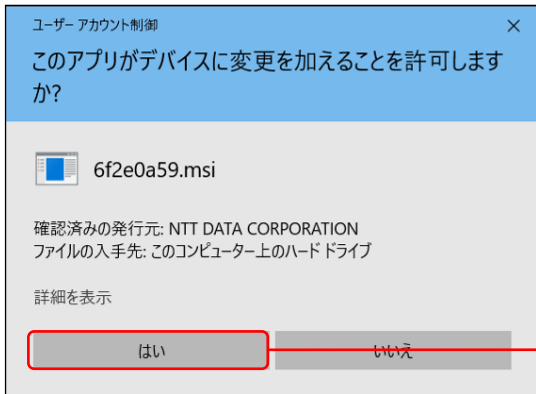 ユーザー アカウント制御
このアプリがデバイスに変更を加えることを許可します
か?
6f2e0a59.msi
確認済みの発行元: NTT DATA CORPORATION
ファイルの入手先: このコンピューター上のハード ドライブ
詳細を表示
はい
いいえ